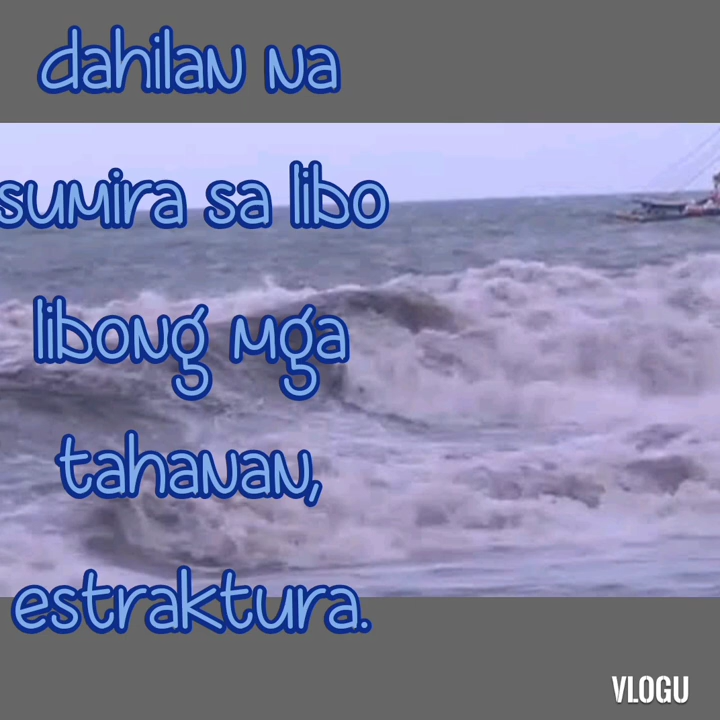 dahilan na
sumira sa libo
libong mga
tahanan,
estraktura.
VLOGU